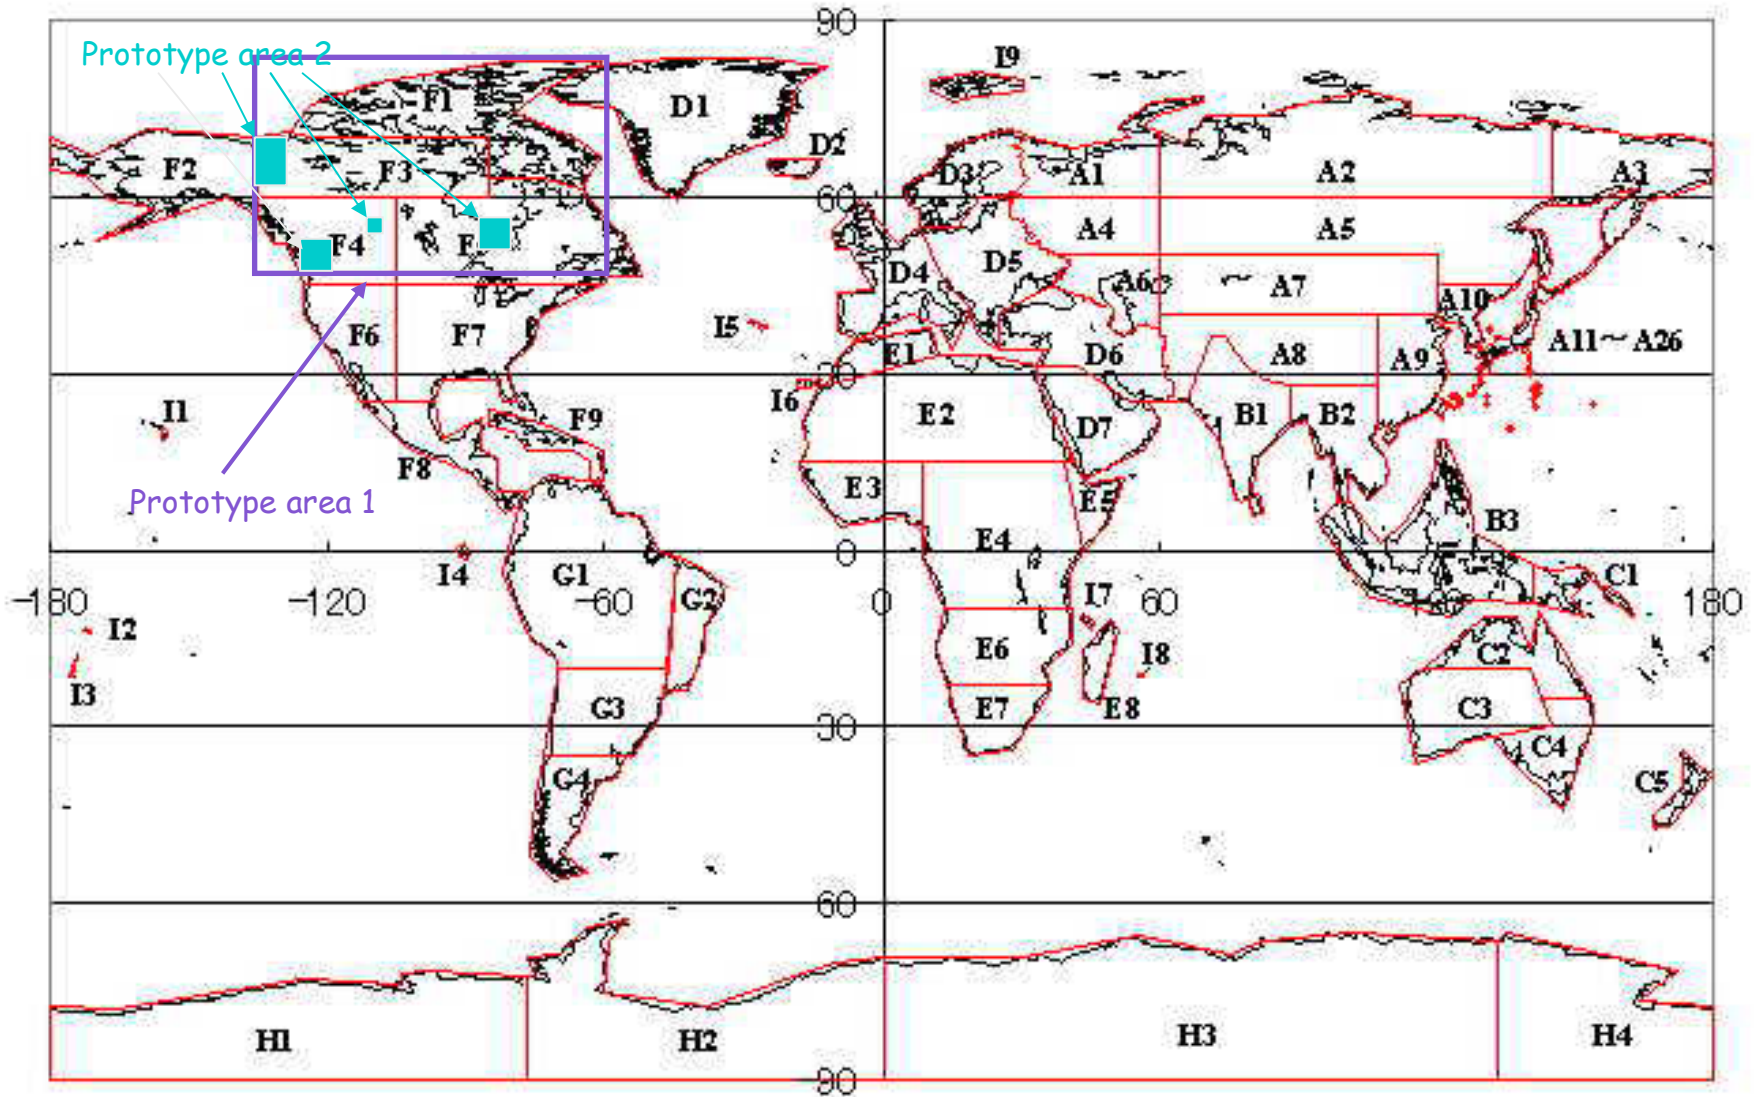 90
I9
Prototype area 2
F1
D1
D2
F2
F3
D3
A1
A2
A3
60
F4
F
A4
A5
D4
D5
A6
A7
A10
I5
F6
F7
E1
D6
A8
A9
A11～A26
I6
I1
F9
E2
D7
B1
B2
F8
E3
E5
Prototype area 1
B3
E4
0
I4
G1
G2
C1
-180
-120
-60
0
I7
60
180
I2
E6
I8
C2
I3
G3
E7
E8
C3
30
C4
G4
C5
60
H1
H2
H3
H4
-90